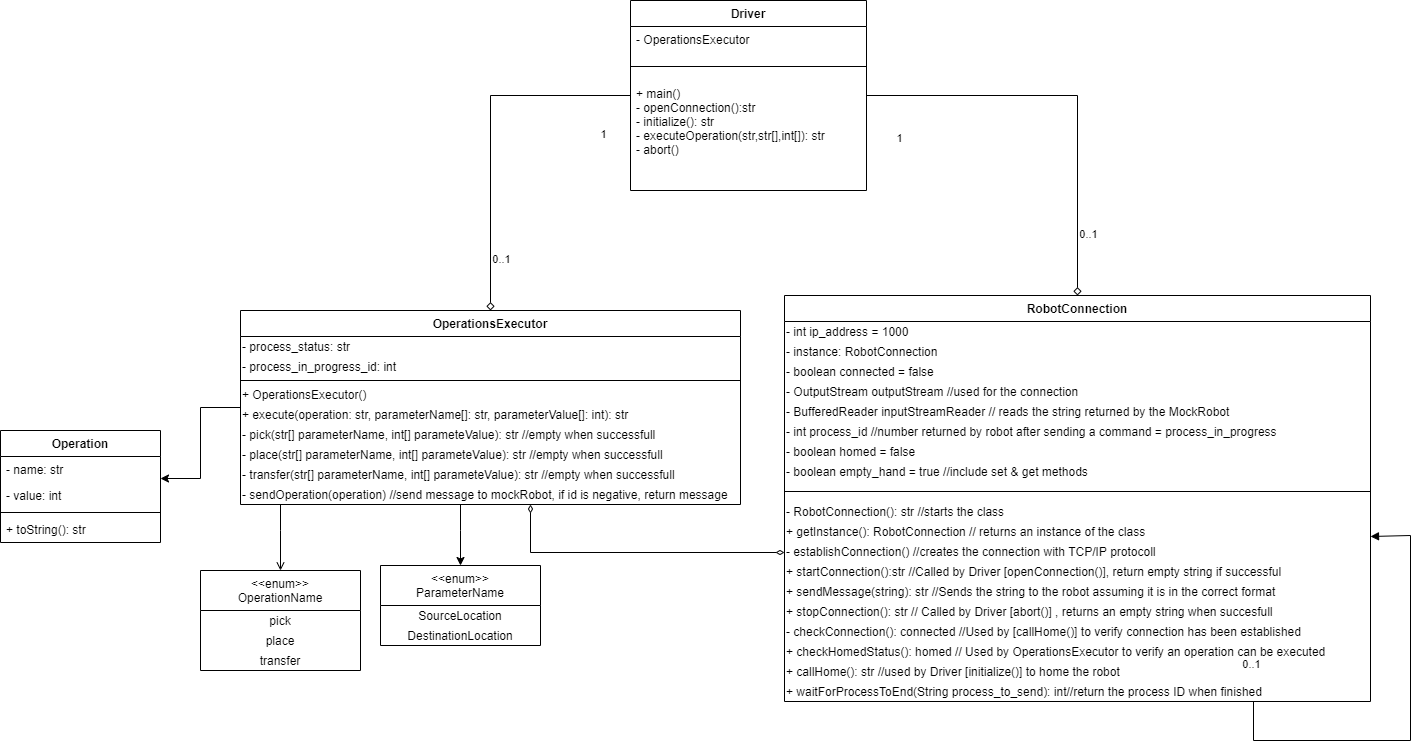 Driver
- OperationsExecutor
+ main()
- openConnection():str
- initialize(): str
- executeOperation(str,str[],int[]): str
- abort()
1
1
0..1
0..1
OperationsExecutor
- process_status: str
- process_in_progress_id: int
+ OperationsExecutor()
+ execute(operation: str, parameterName[]: str, parameterValue[]: int): str
- pick(str[] parameterName, int[] parameteValue): str //empty when successfull
- place(str[] parameterName, int[] parameteValue): str //empty when successfull
- transfer(str[] parameterName, int[] parameteValue): str //empty when successfull
- sendOperation(operation) //send message to mockRobot, if id is negative, return message
Operation
- name: str
- value: int
+ toString(): str
<<enum>>
OperationName
pick
place
transfer
<<enum>>
ParameterName
SourceLocation
DestinationLocation
RobotConnection
- int ip_address = 1000
- instance: RobotConnection
- boolean connected = false
- OutputStream outputStream //used for the connection
- BufferedReader inputStreamReader // reads the string returned by the MockRobot
- int process_id //number returned by robot after sending a command = process_in_progress
- boolean homed = false
- boolean empty_hand = true //include set & get methods
- RobotConnection(): str //starts the class
+ getInstance(): RobotConnection // returns an instance of the class
- establishConnection() //creates the connection with TCP/IP protocoll
+ startConnection():str //Called by Driver [openConnection()], return empty string if successful
+ sendMessage(string): str //Sends the string to the robot assuming it is in the correct format
+ stopConnection(): str // Called by Driver [abort()] , returns an empty string when succesfull
- checkConnection(): connected //Used by [callHome()] to verify connection has been established
+ checkHomedStatus(): homed // Used by OperationsExecutor to verify an operation can be executed
0..1
+ callHome(): str //used by Driver [initialize()] to home the robot
+ waitForProcessToEnd(String process_to_send): int//return the process ID when finished